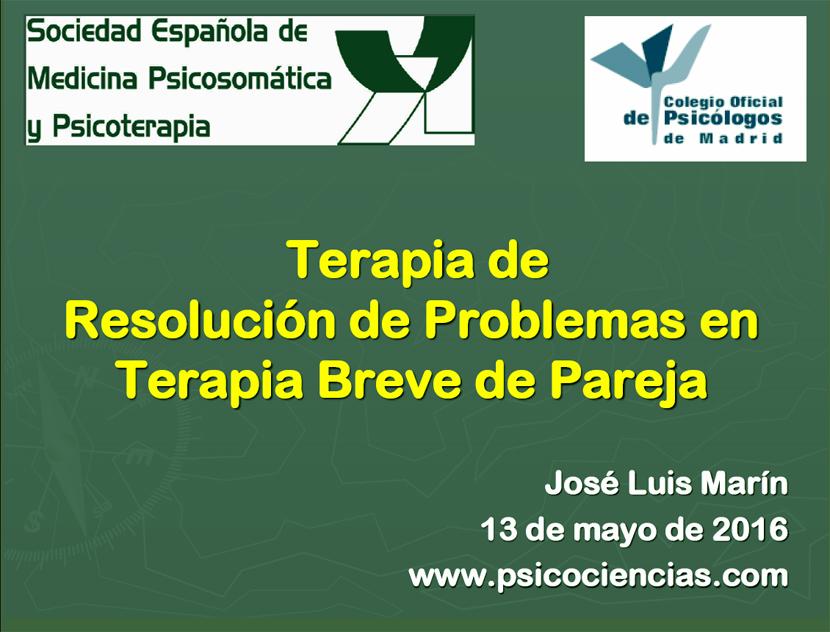 Sociedad Española de
Medicina Psicosomática
y Psicoterapia
Colegio Oficial
de Psicólogos
de Madrid
Terapia de
Resolución de Problemas en
Terapia Breve de Pareja
José Luis Marín
13 de mayo de 2016
www.psicociencias.com
N
m
S